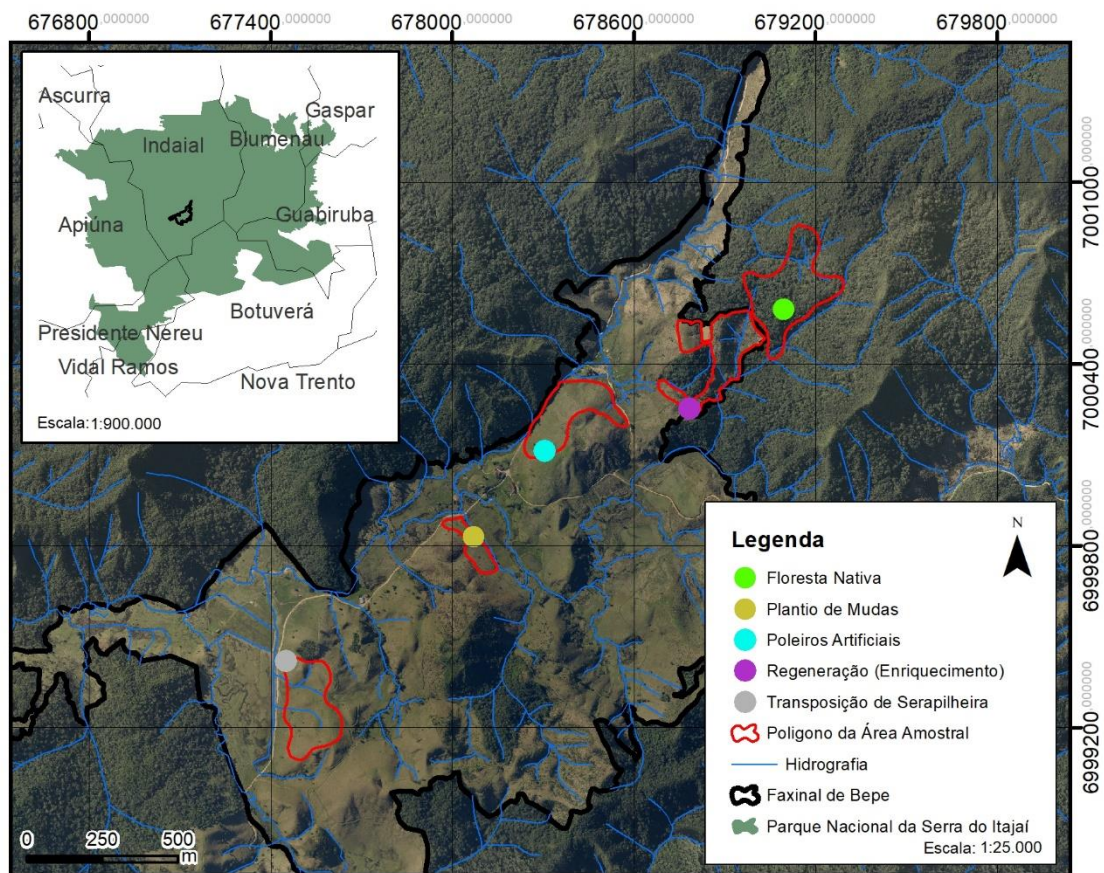 676800,000000 677400,000000 678000,000000 678600,000000 679200,000000 679800,000000
Ascurra
Gaspar
Indaial
Blumenau
Apiúna
Guabiruba
Botuverá
Presidente Nereu
Vidal Ramos
Nova Trento
Escala: 1:900.000
7001000,000000
7000400,000000
6999800,000000
6999200,000000
N
Legenda
Floresta Nativa
Plantio de Mudas
Poleiros Artificiais
Regeneração (Enriquecimento)
Transposição de Serapilheira
Poligono da Área Amostral
Hidrografia
Faxinal de Bepe
Parque Nacional da Serra do Itajaí
Escala: 1:25.000
0 250 500
m